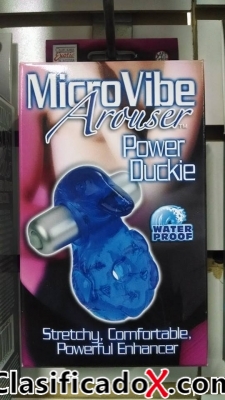 MicroVibe
Arouser
Power
Duckie
WATER
PROOF
Stretchy, Comfortable,
Powerful Enhancer
ClasificadoX.com